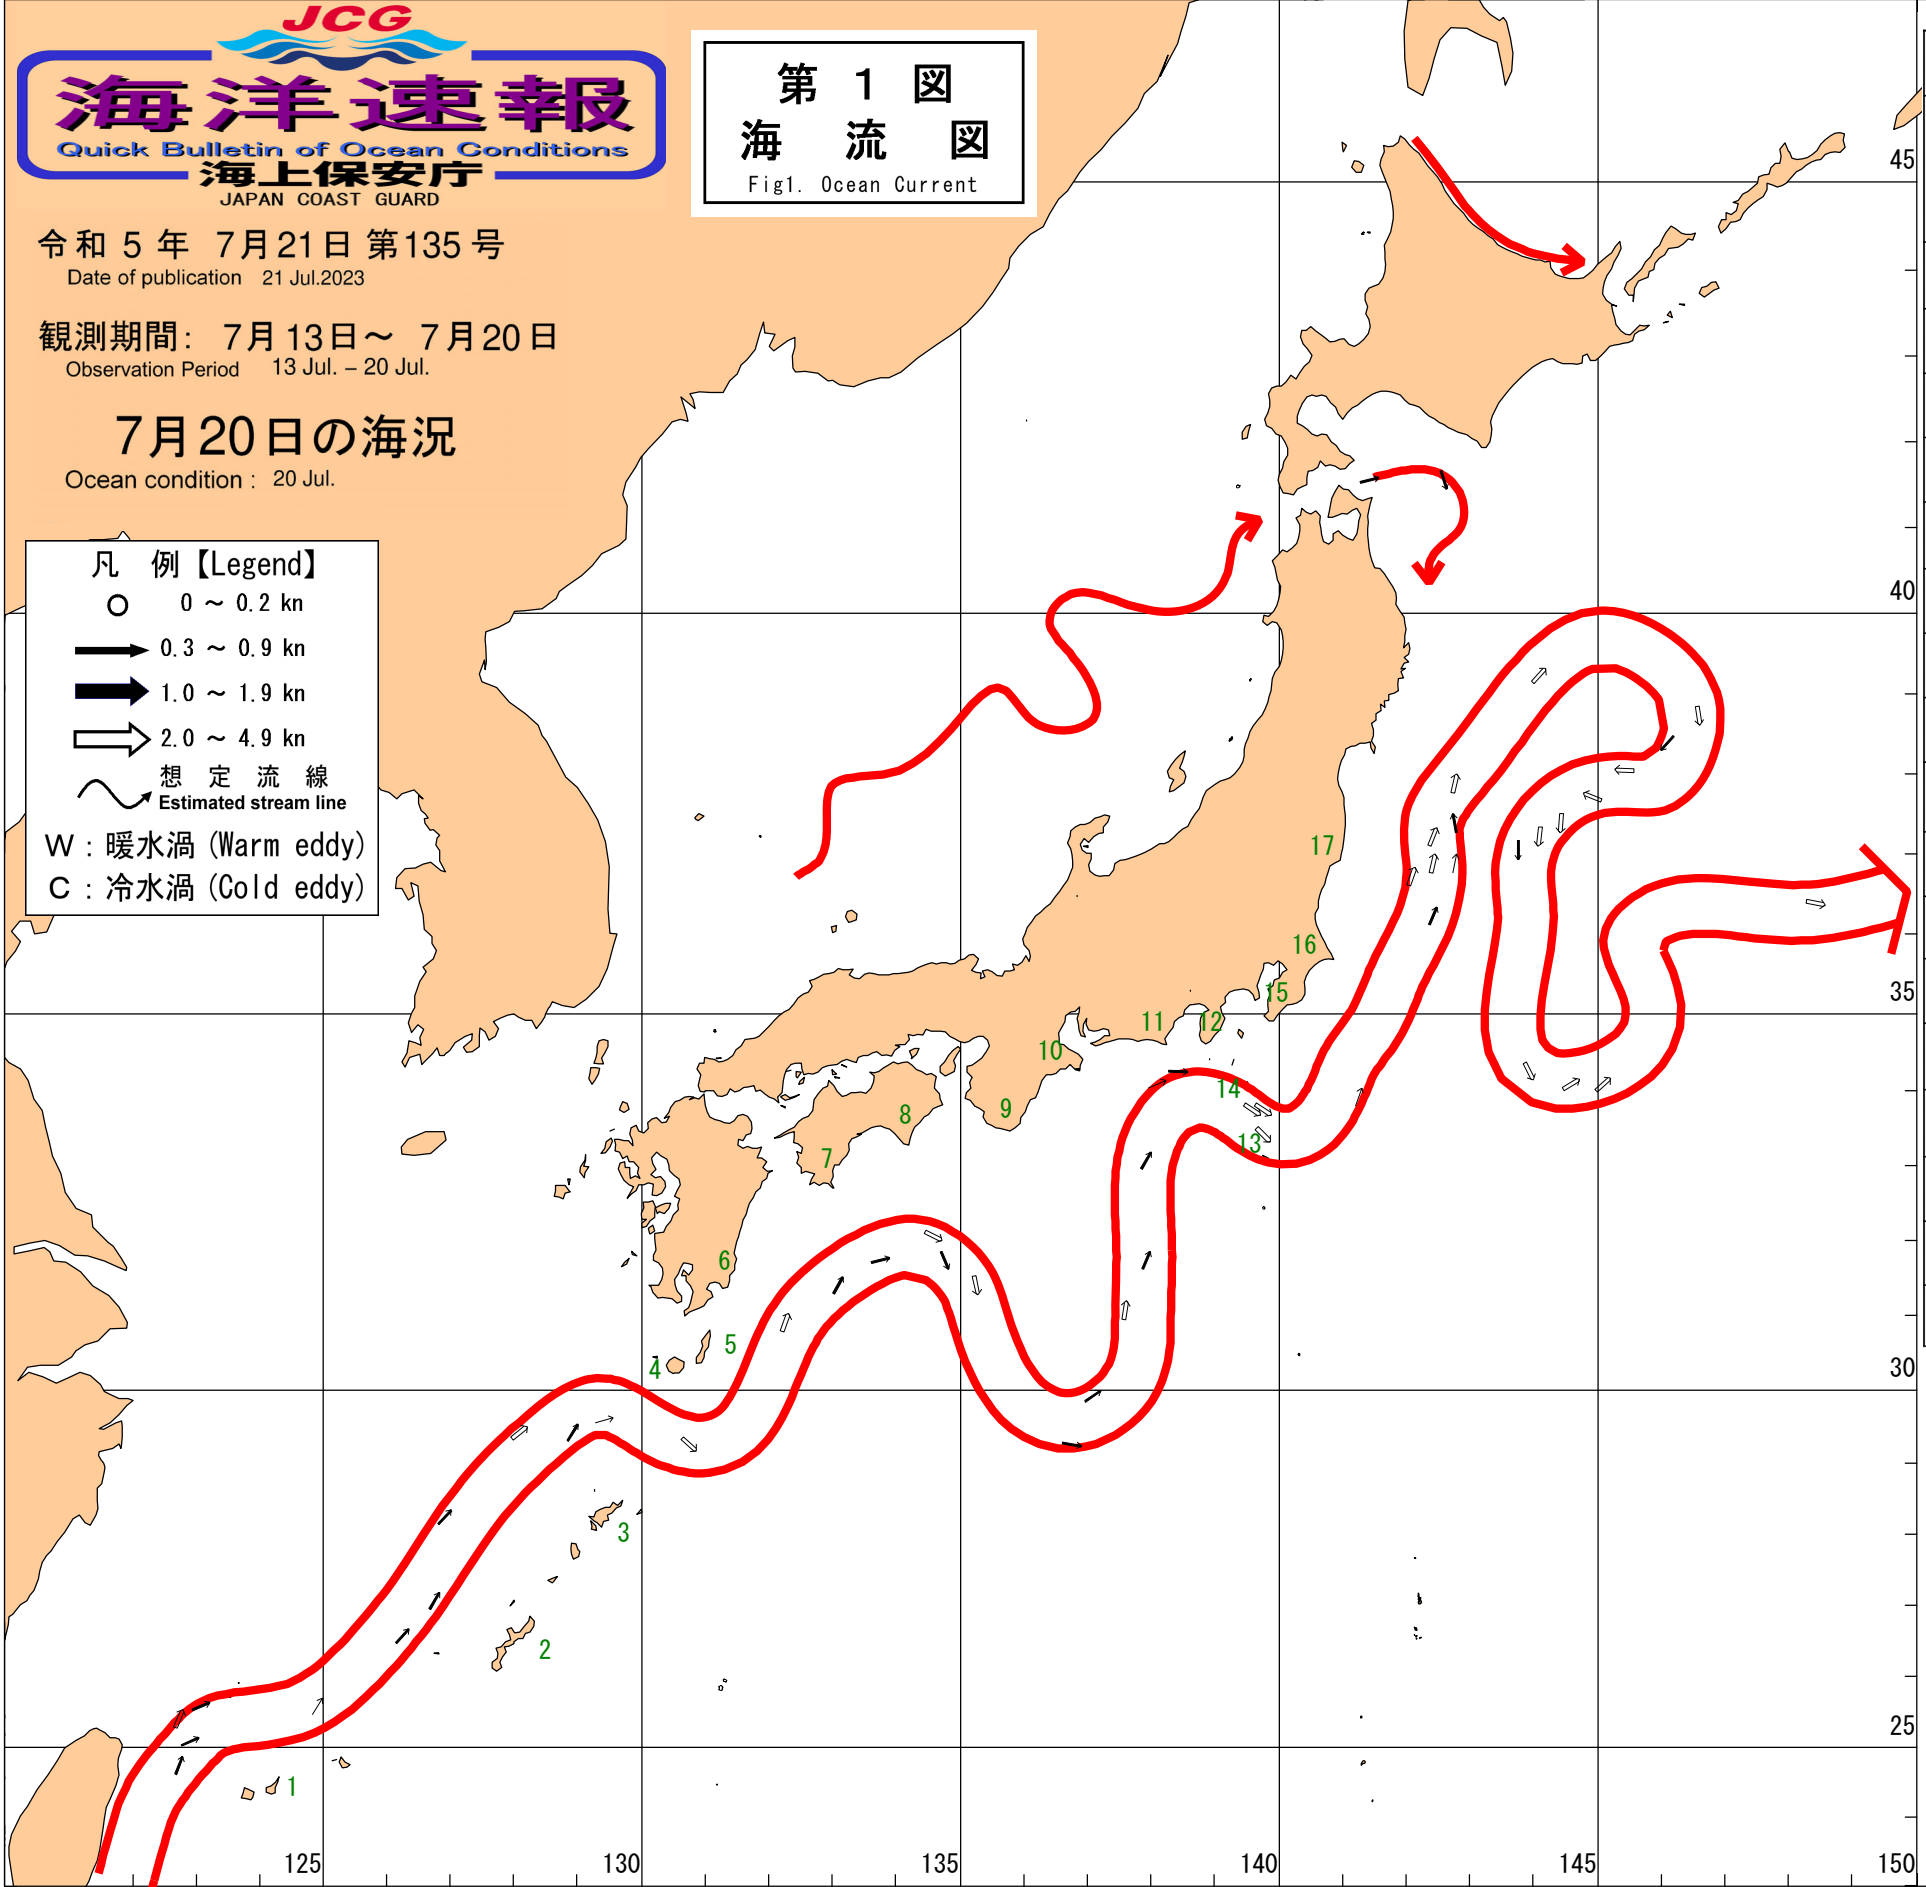 JCG
海洋速報
Quick Bulletin of Ocean Conditions
海上保安庁
JAPAN COAST GUARD
令和 5 年 7月21日 第135号
Date of publication 21 Jul.2023
観測期間: 7月13日～ 7月20日
Observation Period 13 Jul. – 20 Jul.
7月20日の海況
Ocean condition : 20 Jul.
第 1 図
海 流 図
Fig1. Ocean Current
凡 例【Legend】
0 ～ 0.2 kn
0.3 ～ 0.9 kn
1.0 ～ 1.9 kn
2.0 ～ 4.9 kn
想 定 流 線
Estimated stream line
W : 暖水渦 (Warm eddy)
C : 冷水渦 (Cold eddy)
45
40
35
30
25
17
16
15
14
13
12
11
10
9
8
7
6
5
4
3
2
1
125
130
135
140
145
150